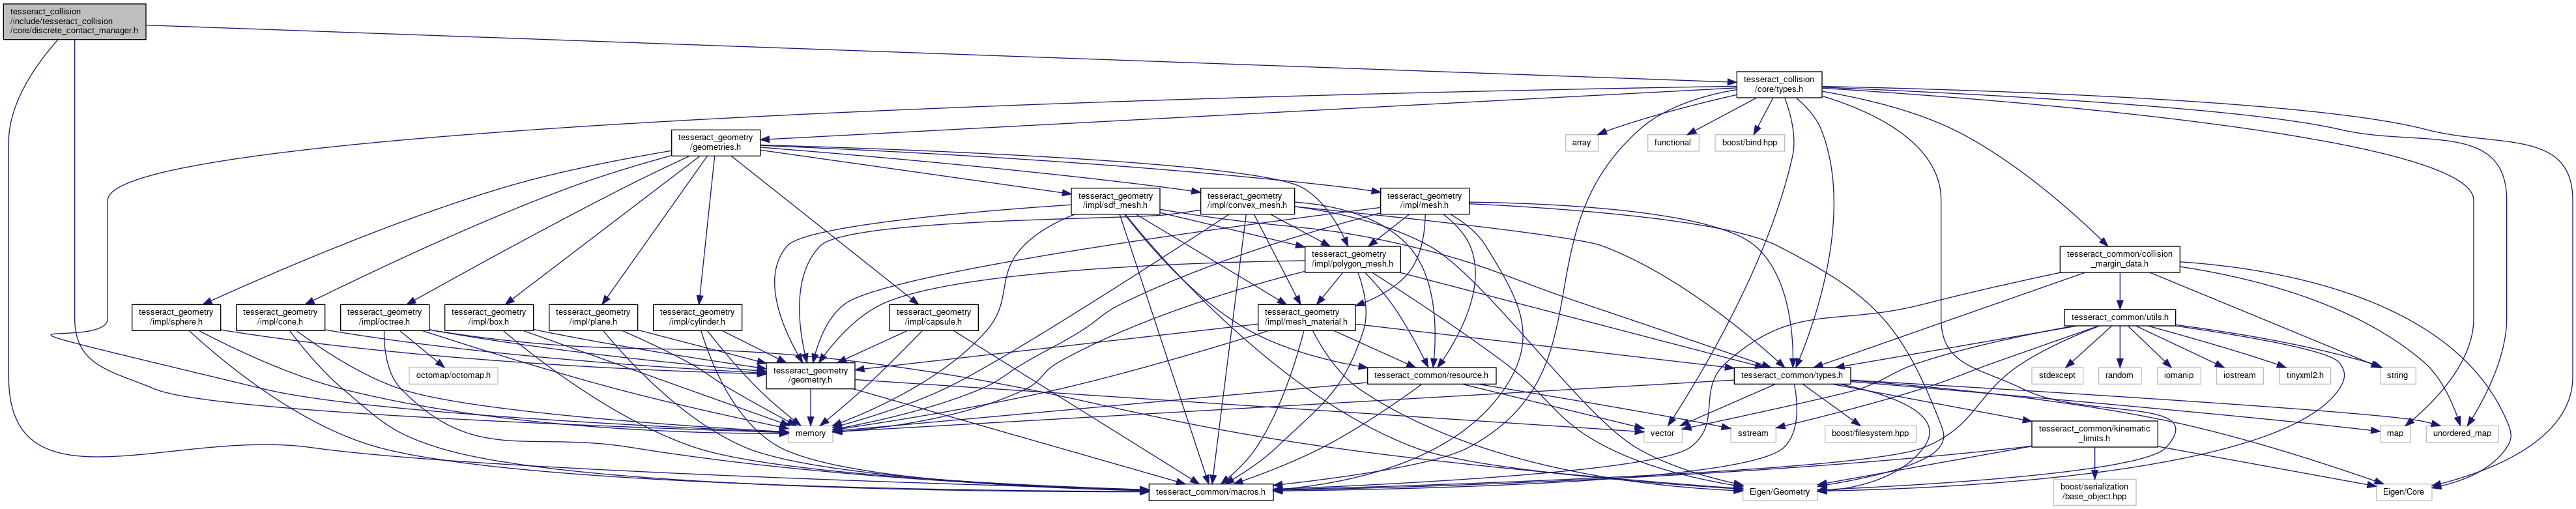 tesseract_collision
/include/tesseract_collision
/core/discrete_contact_manager.h
tesseract_collision
/core/types.h
tesseract_geometry
/geometries.h
array
functional
boost/bind.hpp
tesseract_geometry
/impl/sdf_mesh.h
tesseract_geometry
/impl/convex_mesh.h
tesseract_geometry
/impl/mesh.h
tesseract_geometry
/impl/polygon_mesh.h
tesseract_common/collision
_margin_data.h
tesseract_geometry
/impl/sphere.h
tesseract_geometry
/impl/cone.h
tesseract_geometry
/impl/octree.h
tesseract_geometry
/impl/box.h
tesseract_geometry
/impl/plane.h
tesseract_geometry
/impl/cylinder.h
tesseract_geometry
/impl/capsule.h
tesseract_geometry
/impl/mesh_material.h
tesseract_common/utils.h
octomap/octomap.h
tesseract_geometry
/geometry.h
tesseract_common/resource.h
tesseract_common/types.h
stdexcept
random
iomanip
iostream
tinyxml2.h
string
memory
vector
sstream
boost/filesystem.hpp
tesseract_common/kinematic
_limits.h
map
unordered_map
tesseract_common/macros.h
Eigen/Geometry
boost/serialization
/base_object.hpp
Eigen/Core